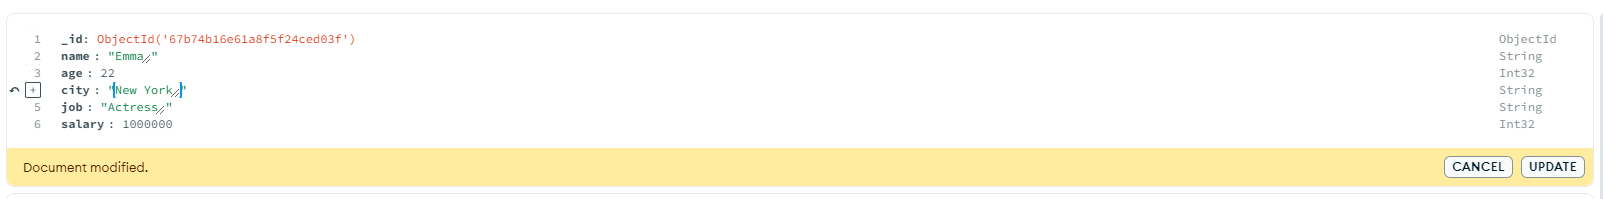 1 _id: ObjectId('67b74b16e61a8f5f24ced03f') ObjectId
2 name : "Emma" String
3 age : 22 Int32
+ city : "New York" String
5 job : "Actress" String
6 salary : 1000000 Int32
Document modified. CANCEL UPDATE